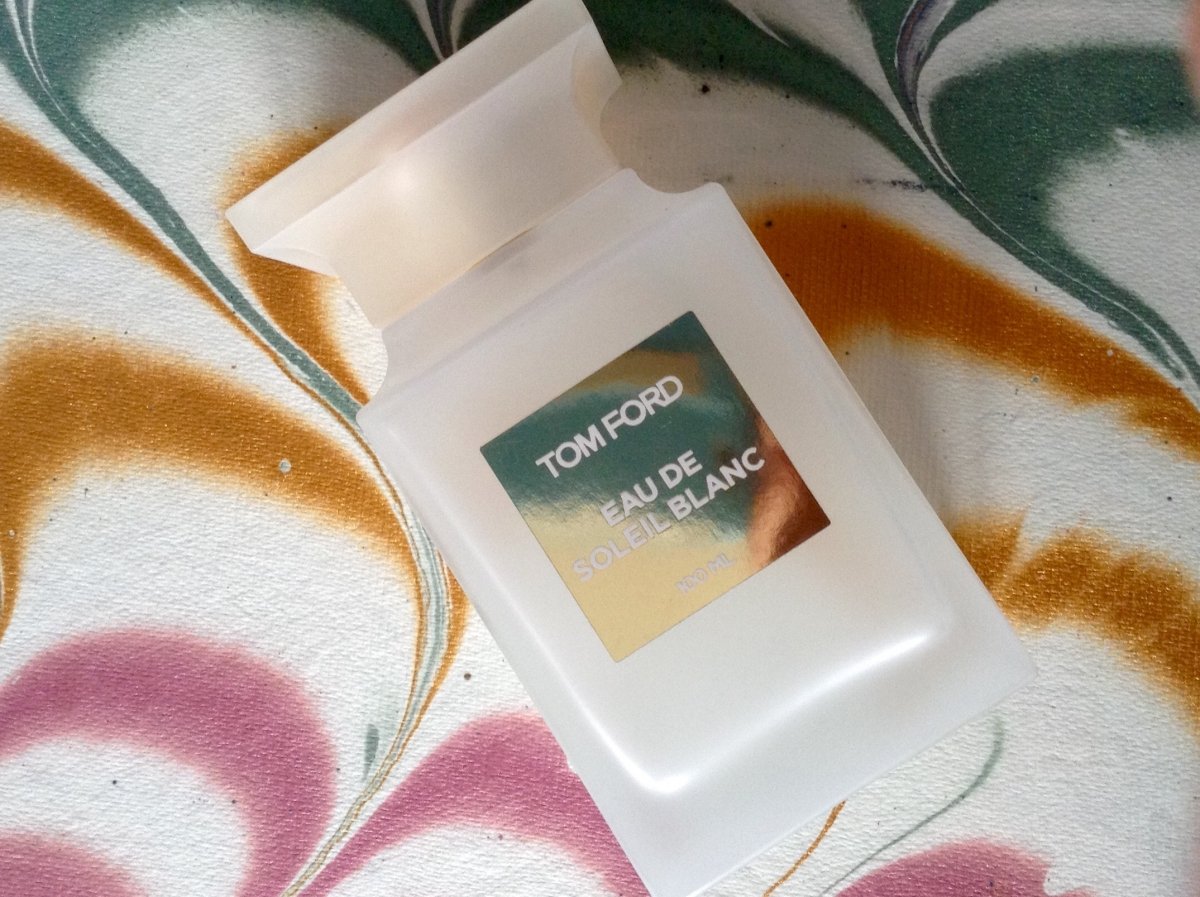 TOM FORD
EAU DE
SOLEIL BLANC
100 ML